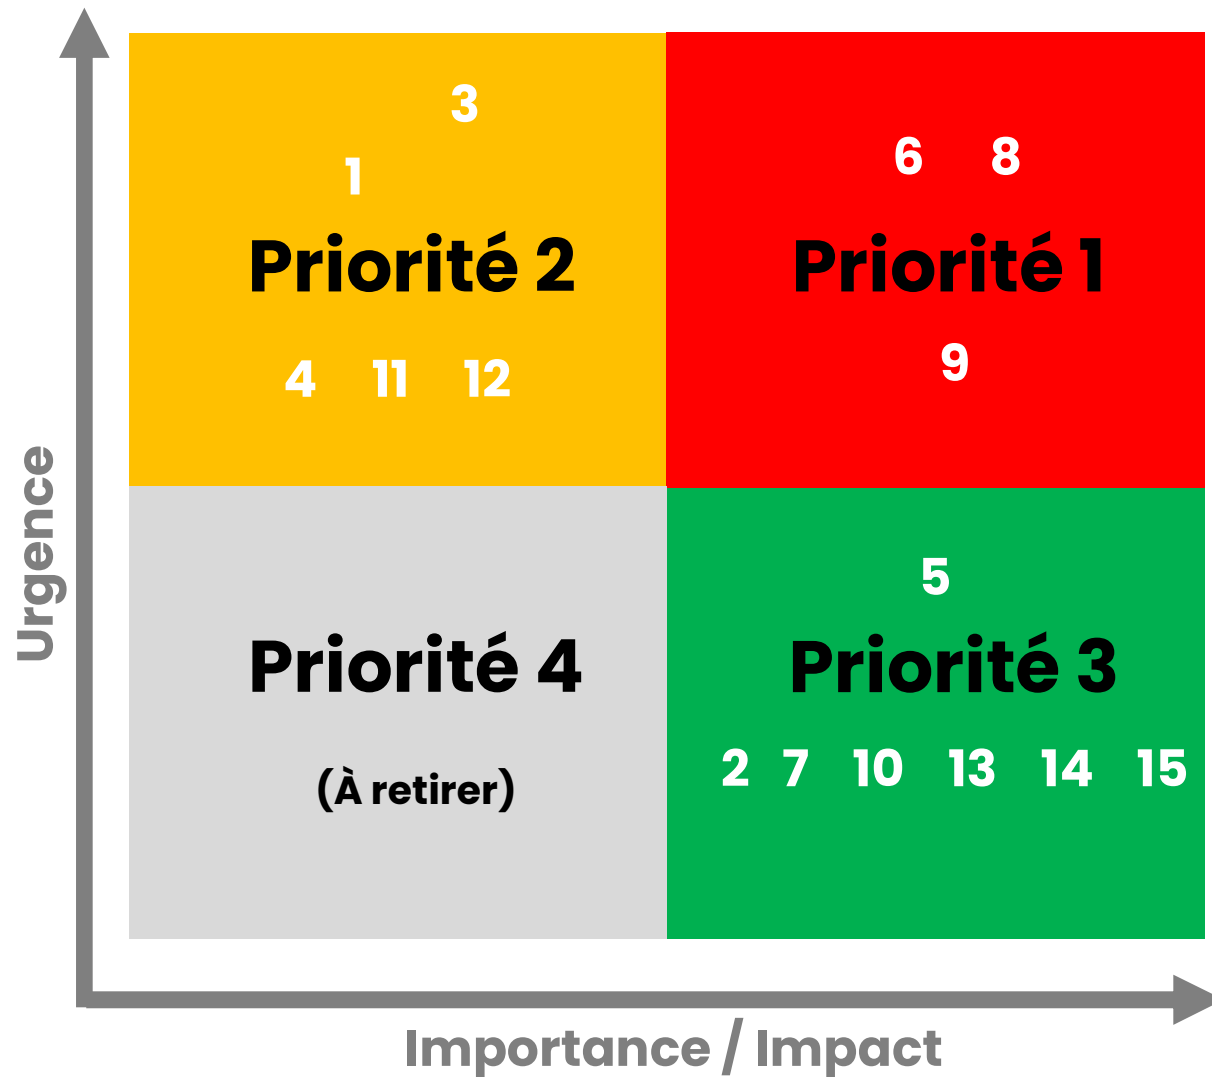 3
1
Priorité 2
4 11 12
6 8
Priorité 1
9
Urgence
Priorité 4
(À retirer)
5
Priorité 3
2 7 10 13 14 15
Importance / Impact